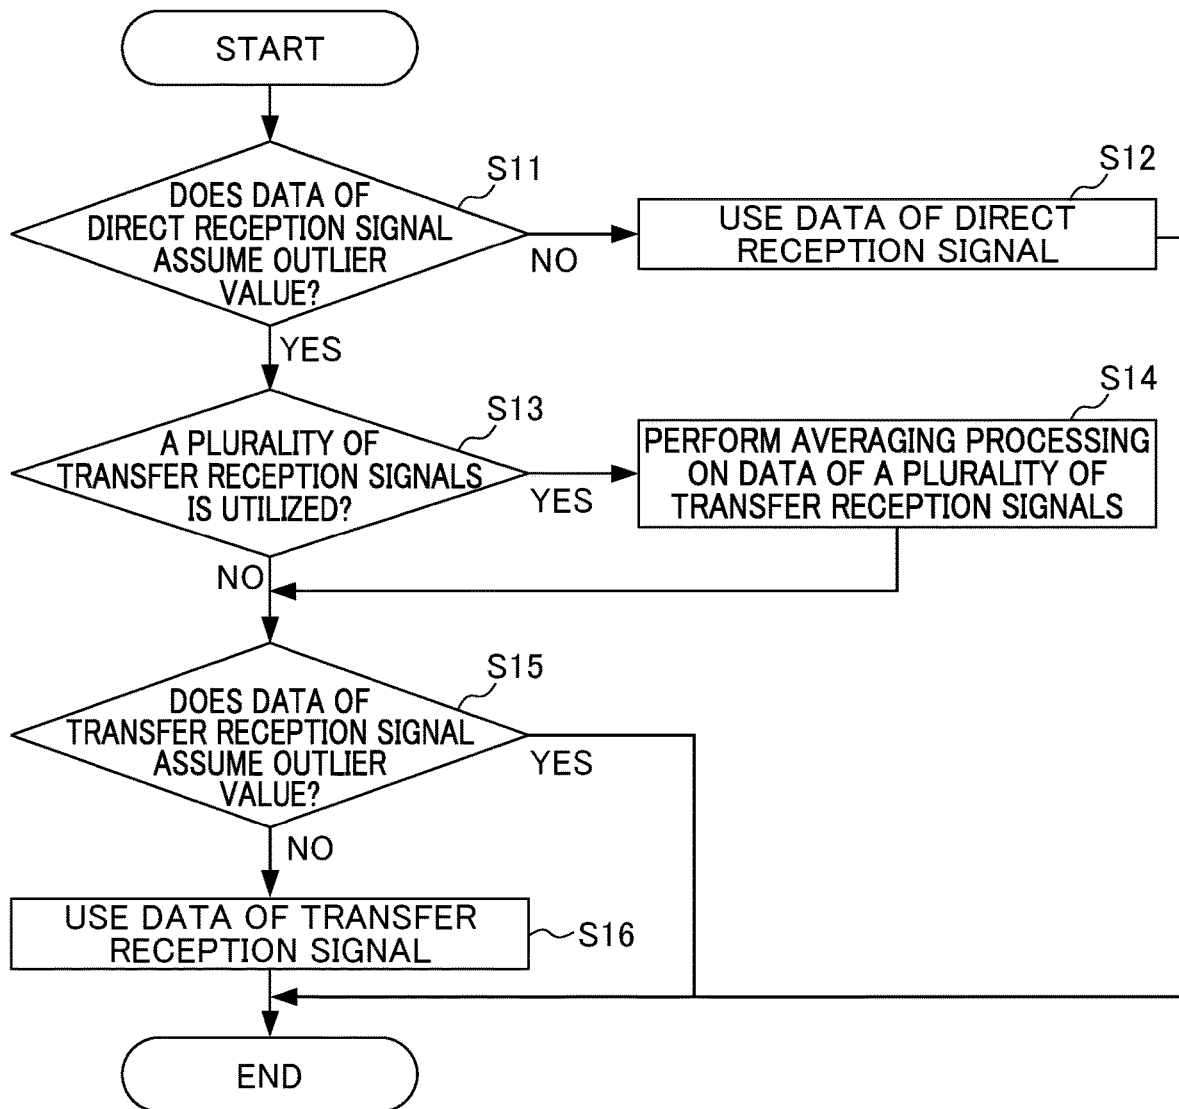 START
S11
DOES DATA OF
DIRECT RECEPTION SIGNAL
ASSUME OUTLIER
VALUE?
NO
S12
USE DATA OF DIRECT
RECEPTION SIGNAL
YES
S13
A PLURALITY OF
TRANSFER RECEPTION SIGNALS
IS UTILIZED?
YES
S14
PERFORM AVERAGING PROCESSING
ON DATA OF A PLURALITY OF
TRANSFER RECEPTION SIGNALS
NO
S15
DOES DATA OF
TRANSFER RECEPTION SIGNAL
ASSUME OUTLIER
VALUE?
YES
NO
USE DATA OF TRANSFER
RECEPTION SIGNAL
S16
END